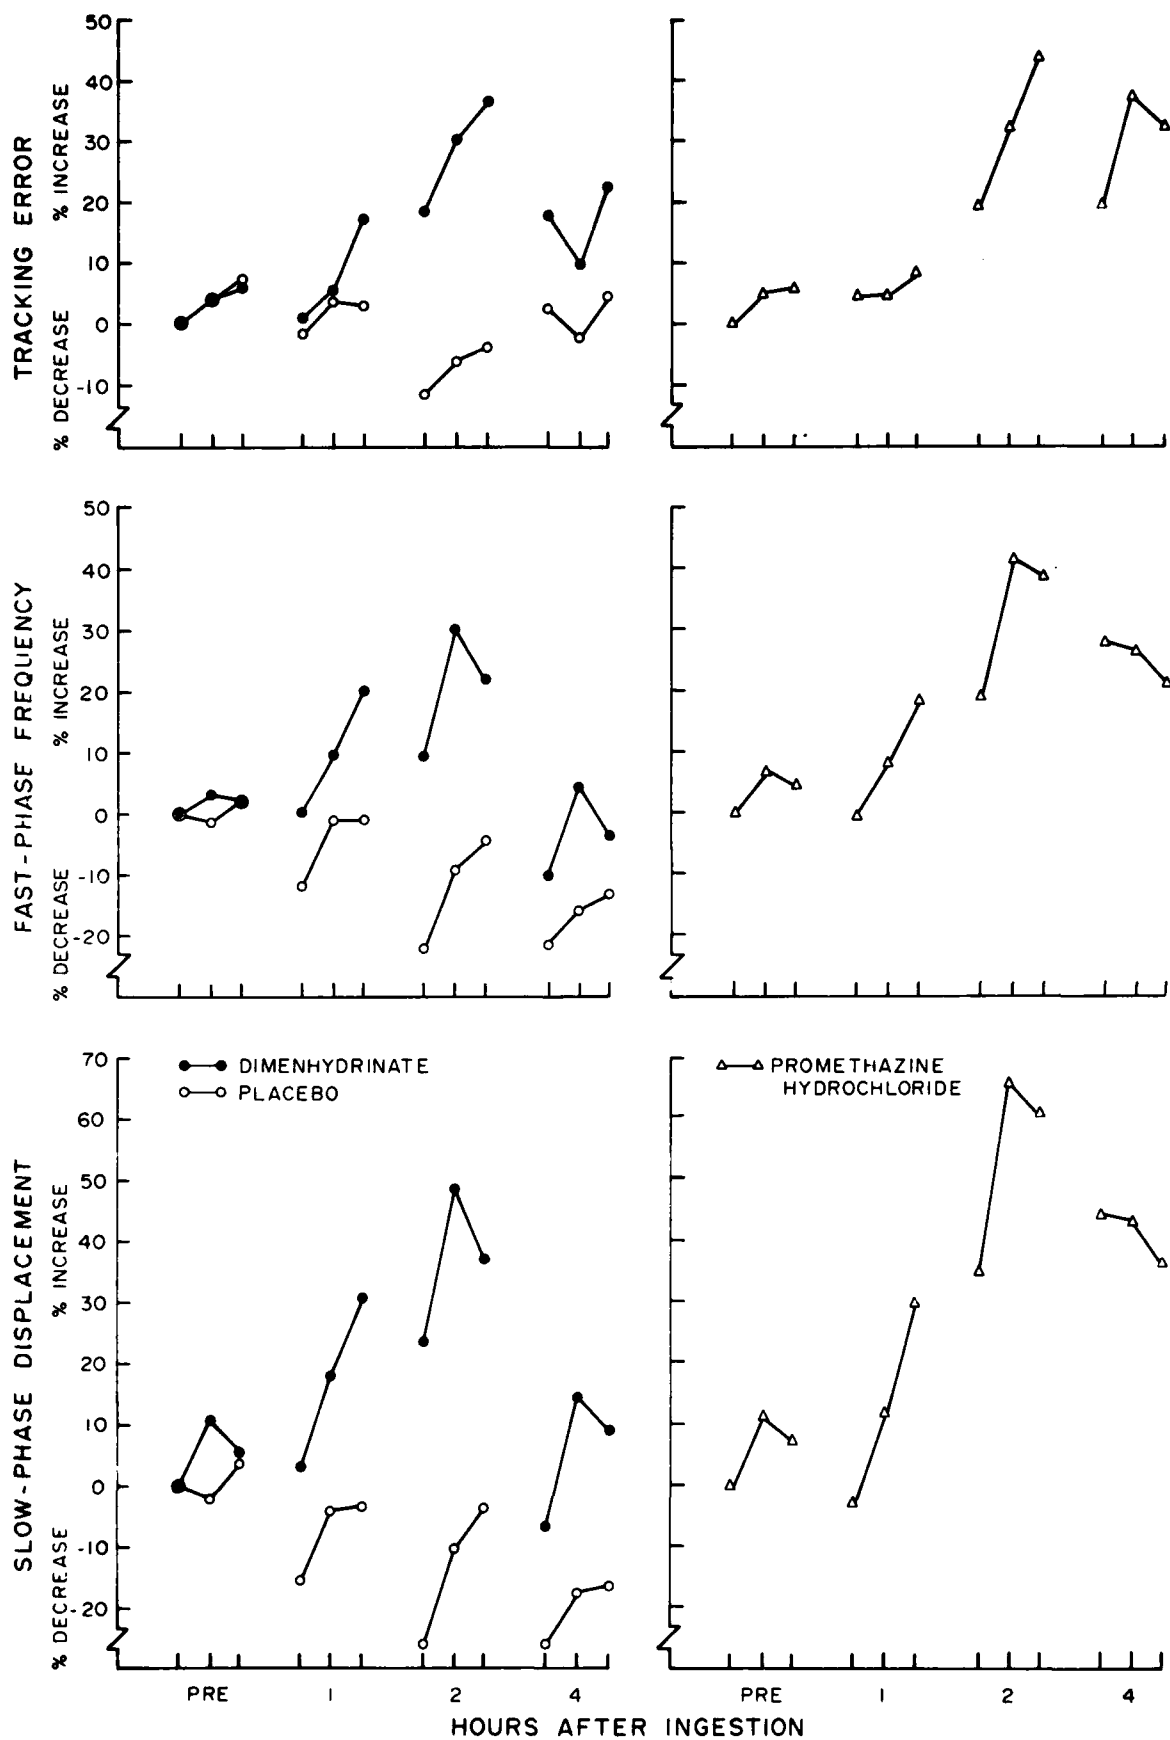 TRACKING ERROR
% DECREASE % INCREASE
50
40
30
20
10
0
-10
FAST-PHASE FREQUENCY
% DECREASE % INCREASE
50
40
30
20
10
0
-10
-20
SLOW-PHASE DISPLACEMENT
% DECREASE % INCREASE
70
60
50
40
30
20
10
0
-10
-20
DIMENHYDRINATE
PLACEBO
PROMETHAZINE
HYDROCHLORIDE
PRE 1 2 4 PRE 1 2 4
HOURS AFTER INGESTION